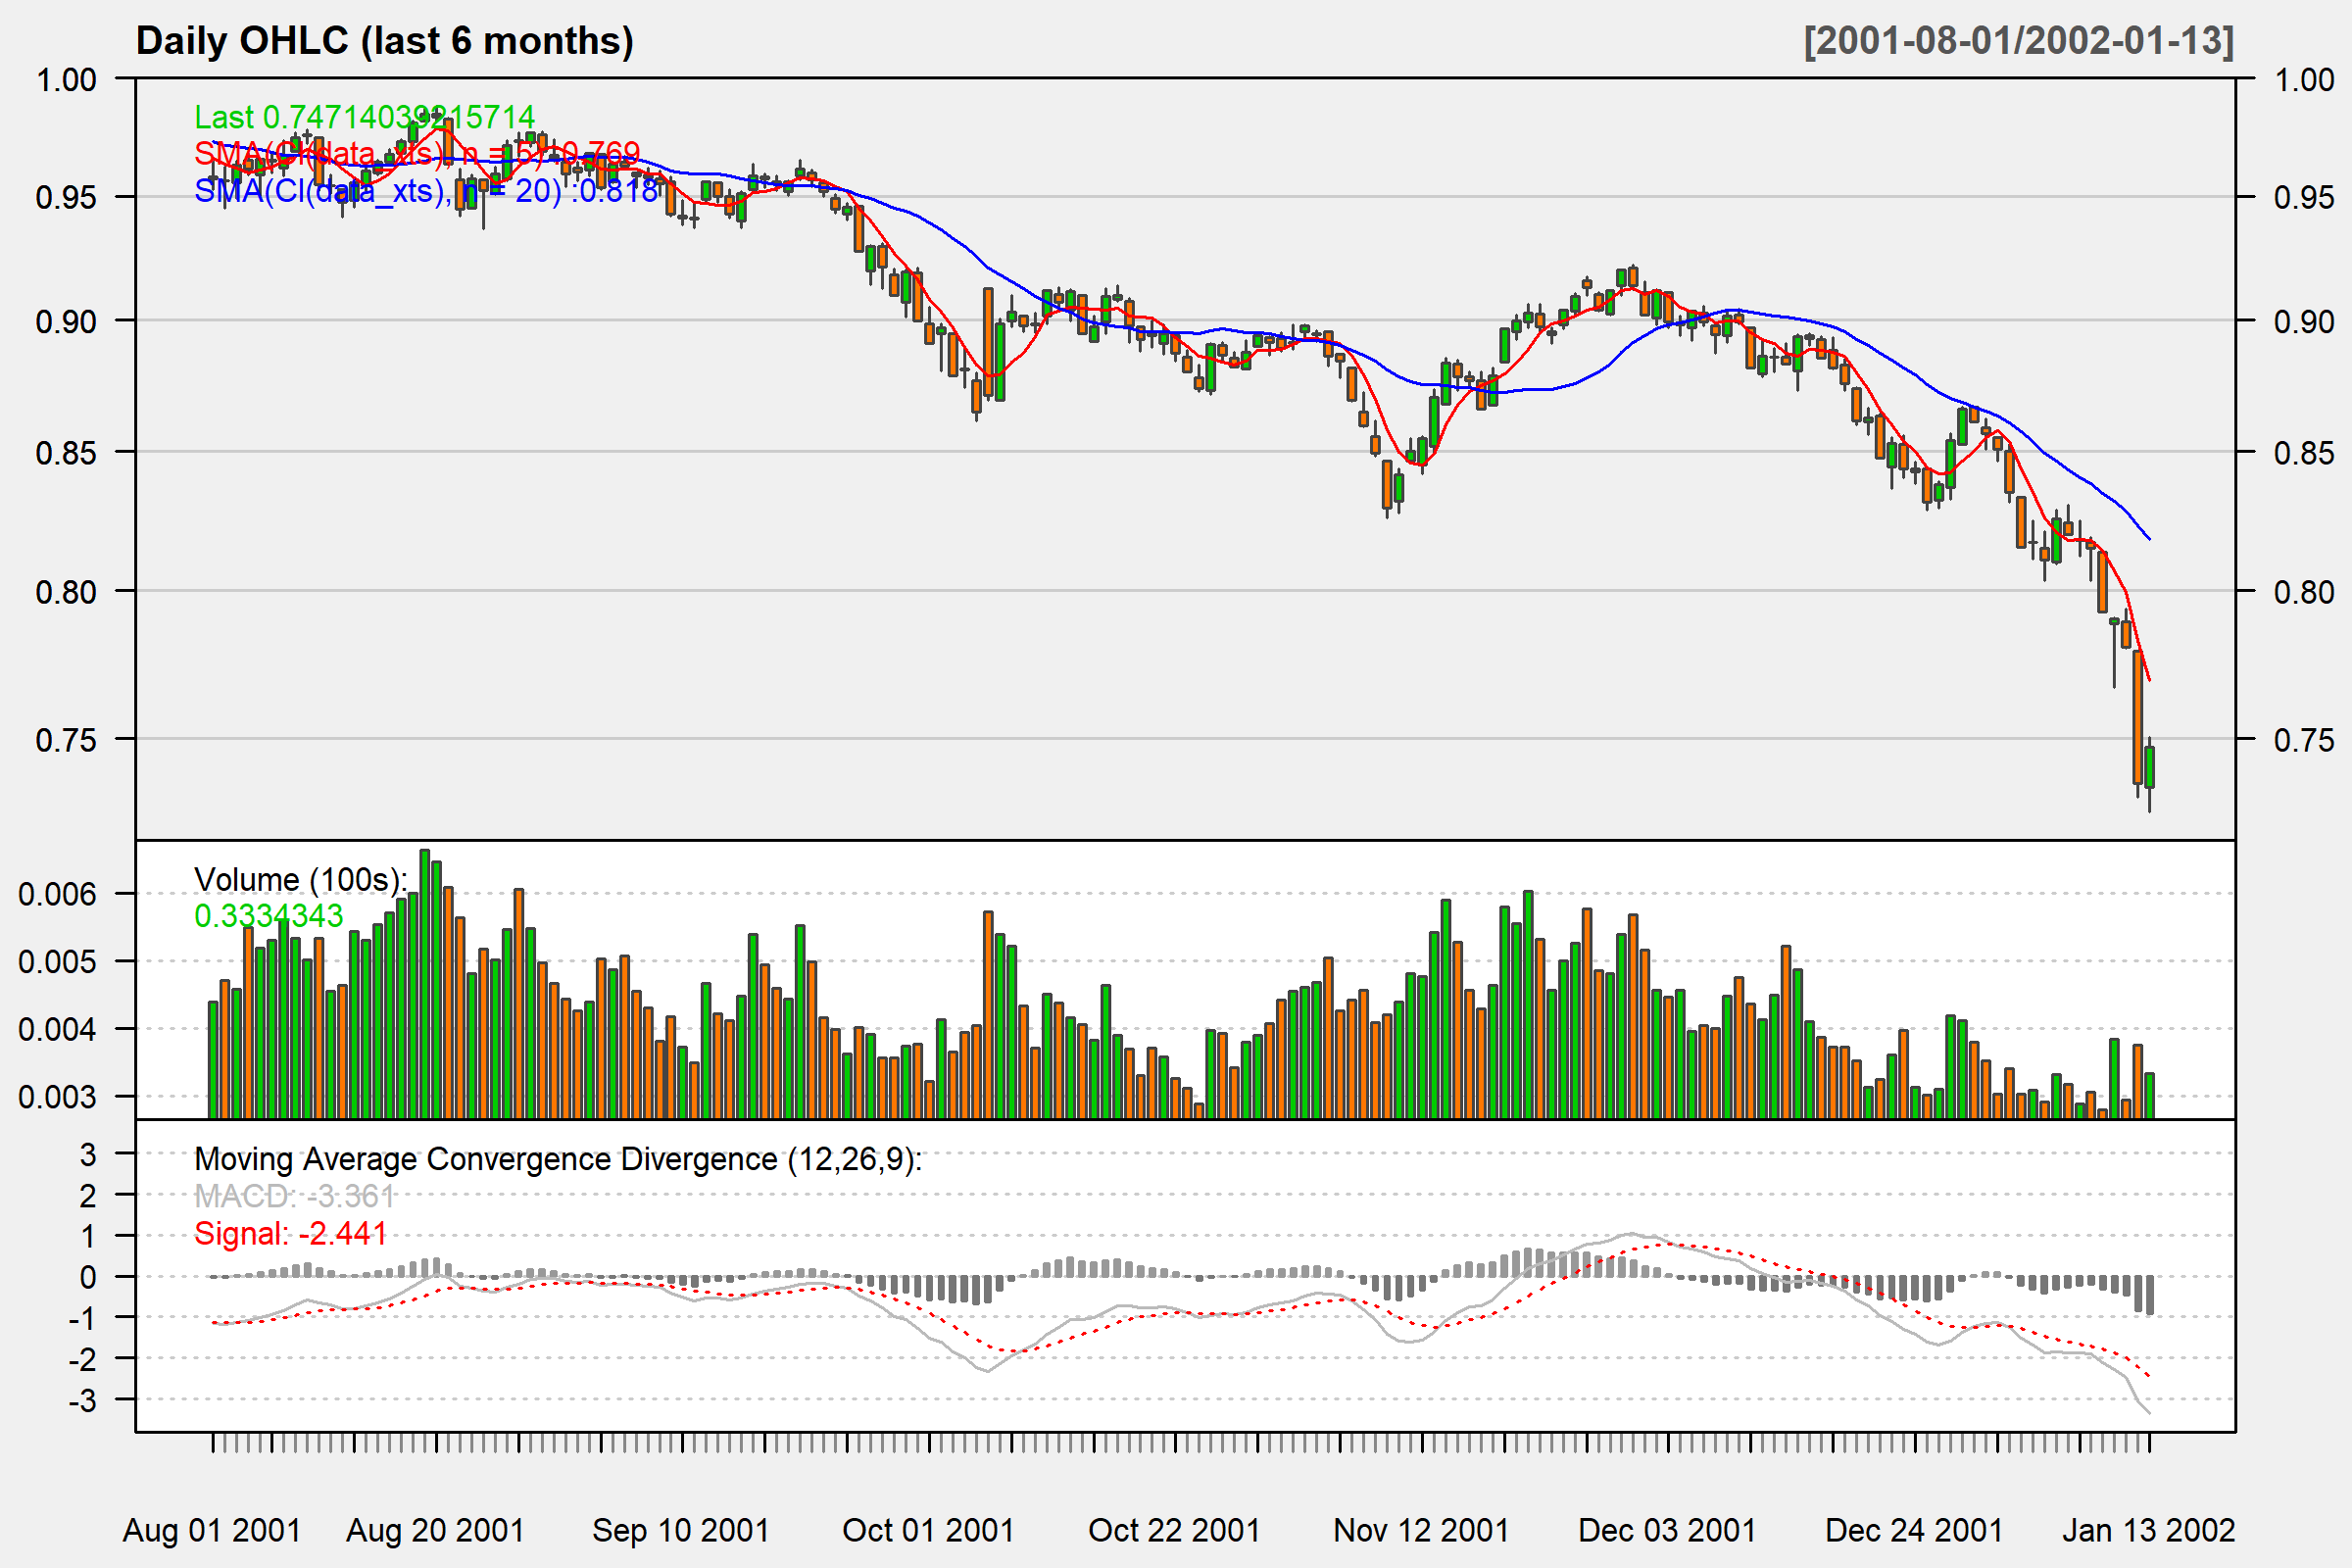 Daily OHLC (last 6 months) [2001-08-01/2002-01-13]
1.00 1.00
Last 0.74714039215714
SMA(Cl(data_xts), n = 5) :0.769
SMA(Cl(data_xts), n = 20) :0.818
0.95 0.95
0.90 0.90
0.85 0.85
0.80 0.80
0.75 0.75
Volume (100s):
0.3334343
0.006
0.005
0.004
0.003
Moving Average Convergence Divergence (12,26,9):
MACD: -3.361
Signal: -2.441
3
2
1
0
-1
-2
-3
Aug 01 2001 Aug 20 2001 Sep 10 2001 Oct 01 2001 Oct 22 2001 Nov 12 2001 Dec 03 2001 Dec 24 2001 Jan 13 2002